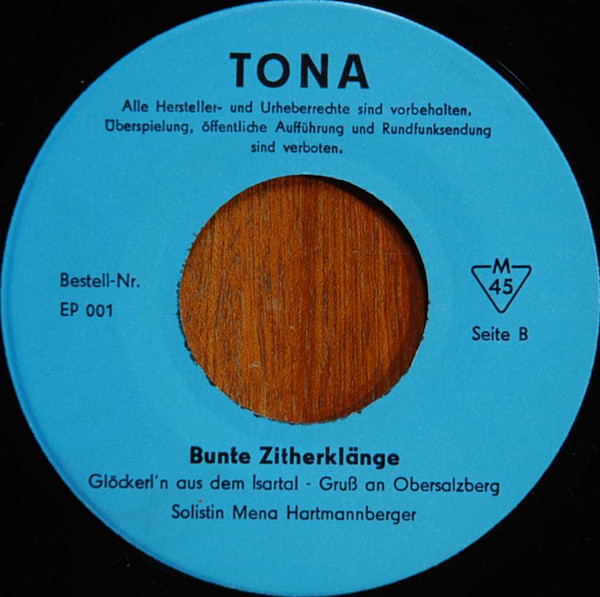 TONA
Alle Hersteller- und Urheberrechte sind vorbehalten.
Überspielung, öffentliche Aufführung und Rundfunksendung
sind verboten.
Bestell-Nr.
EP 001
M
45
Seite B
Bunte Zitherklänge
Glöckerl'n aus dem Isartal - Gruß an Obersalzberg
Solistin Mena Hartmannberger